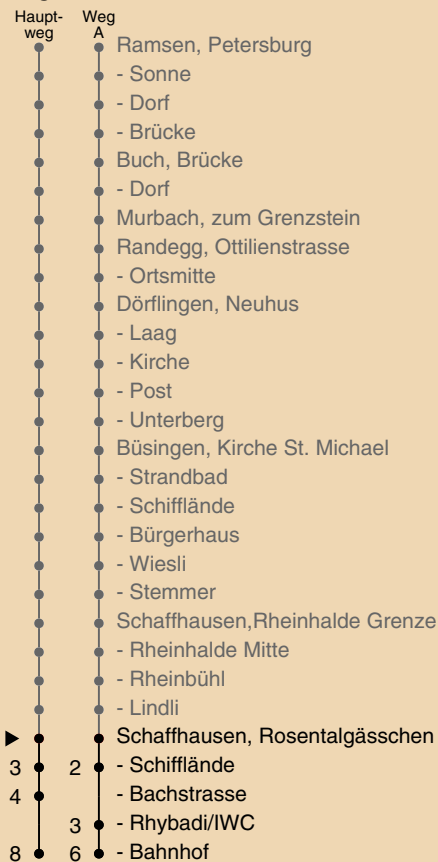 Haupt- Weg
weg A
Ramsen, Petersburg
- Sonne
- Dorf
- Brücke
Buch, Brücke
- Dorf
Murbach, zum Grenzstein
Randegg, Ottilienstrasse
- Ortsmitte
Dörflingen, Neuhus
- Laag
- Kirche
- Post
- Unterberg
Büsingen, Kirche St. Michael
- Strandbad
- Schifflände
- Bürgerhaus
- Wiesli
- Stemmer
Schaffhausen,Rheinhalde Grenze
- Rheinhalde Mitte
- Rheinbühl
- Lindli
Schaffhausen, Rosentalgässchen
3 2 - Schifflände
4 - Bachstrasse
3 - Rhybadi/IWC
8 6 - Bahnhof